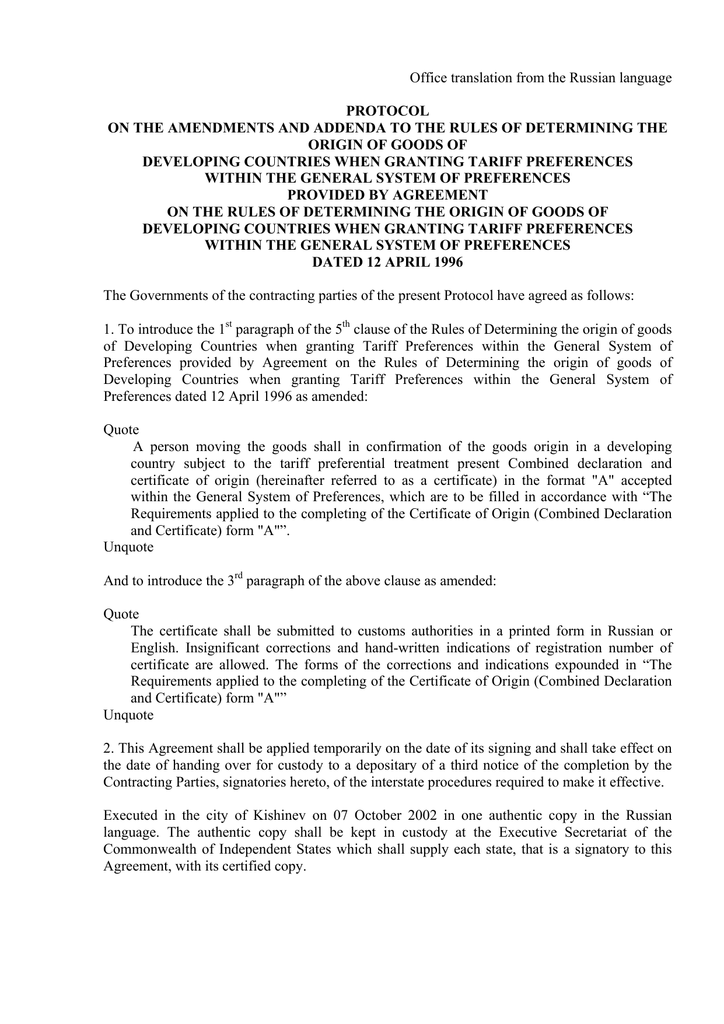 Office translation from the Russian language
PROTOCOL
ON THE AMENDMENTS AND ADDENDA TO THE RULES OF DETERMINING THE
ORIGIN OF GOODS OF
DEVELOPING COUNTRIES WHEN GRANTING TARIFF PREFERENCES
WITHIN THE GENERAL SYSTEM OF PREFERENCES
PROVIDED BY AGREEMENT
ON THE RULES OF DETERMINING THE ORIGIN OF GOODS OF
DEVELOPING COUNTRIES WHEN GRANTING TARIFF PREFERENCES
WITHIN THE GENERAL SYSTEM OF PREFERENCES
DATED 12 APRIL 1996
The Governments of the contracting parties of the present Protocol have agreed as follows:
1. To introduce the 1st paragraph of the 5th clause of the Rules of Determining the origin of goods
of Developing Countries when granting Tariff Preferences within the General System of
Preferences provided by Agreement on the Rules of Determining the origin of goods of
Developing Countries when granting Tariff Preferences within the General System of
Preferences dated 12 April 1996 as amended:
Quote
A person moving the goods shall in confirmation of the goods origin in a developing
country subject to the tariff preferential treatment present Combined declaration and
certificate of origin (hereinafter referred to as a certificate) in the format "A" accepted
within the General System of Preferences, which are to be filled in accordance with “The
Requirements applied to the completing of the Certificate of Origin (Combined Declaration
and Certificate) form "A"”.
Unquote
And to introduce the 3rd paragraph of the above clause as amended:
Quote
The certificate shall be submitted to customs authorities in a printed form in Russian or
English. Insignificant corrections and hand-written indications of registration number of
certificate are allowed. The forms of the corrections and indications expounded in “The
Requirements applied to the completing of the Certificate of Origin (Combined Declaration
and Certificate) form "A"”
Unquote
2. This Agreement shall be applied temporarily on the date of its signing and shall take effect on
the date of handing over for custody to a depositary of a third notice of the completion by the
Contracting Parties, signatories hereto, of the interstate procedures required to make it effective.
Executed in the city of Kishinev on 07 October 2002 in one authentic copy in the Russian
language. The authentic copy shall be kept in custody at the Executive Secretariat of the
Commonwealth of Independent States which shall supply each state, that is a signatory to this
Agreement, with its certified copy.